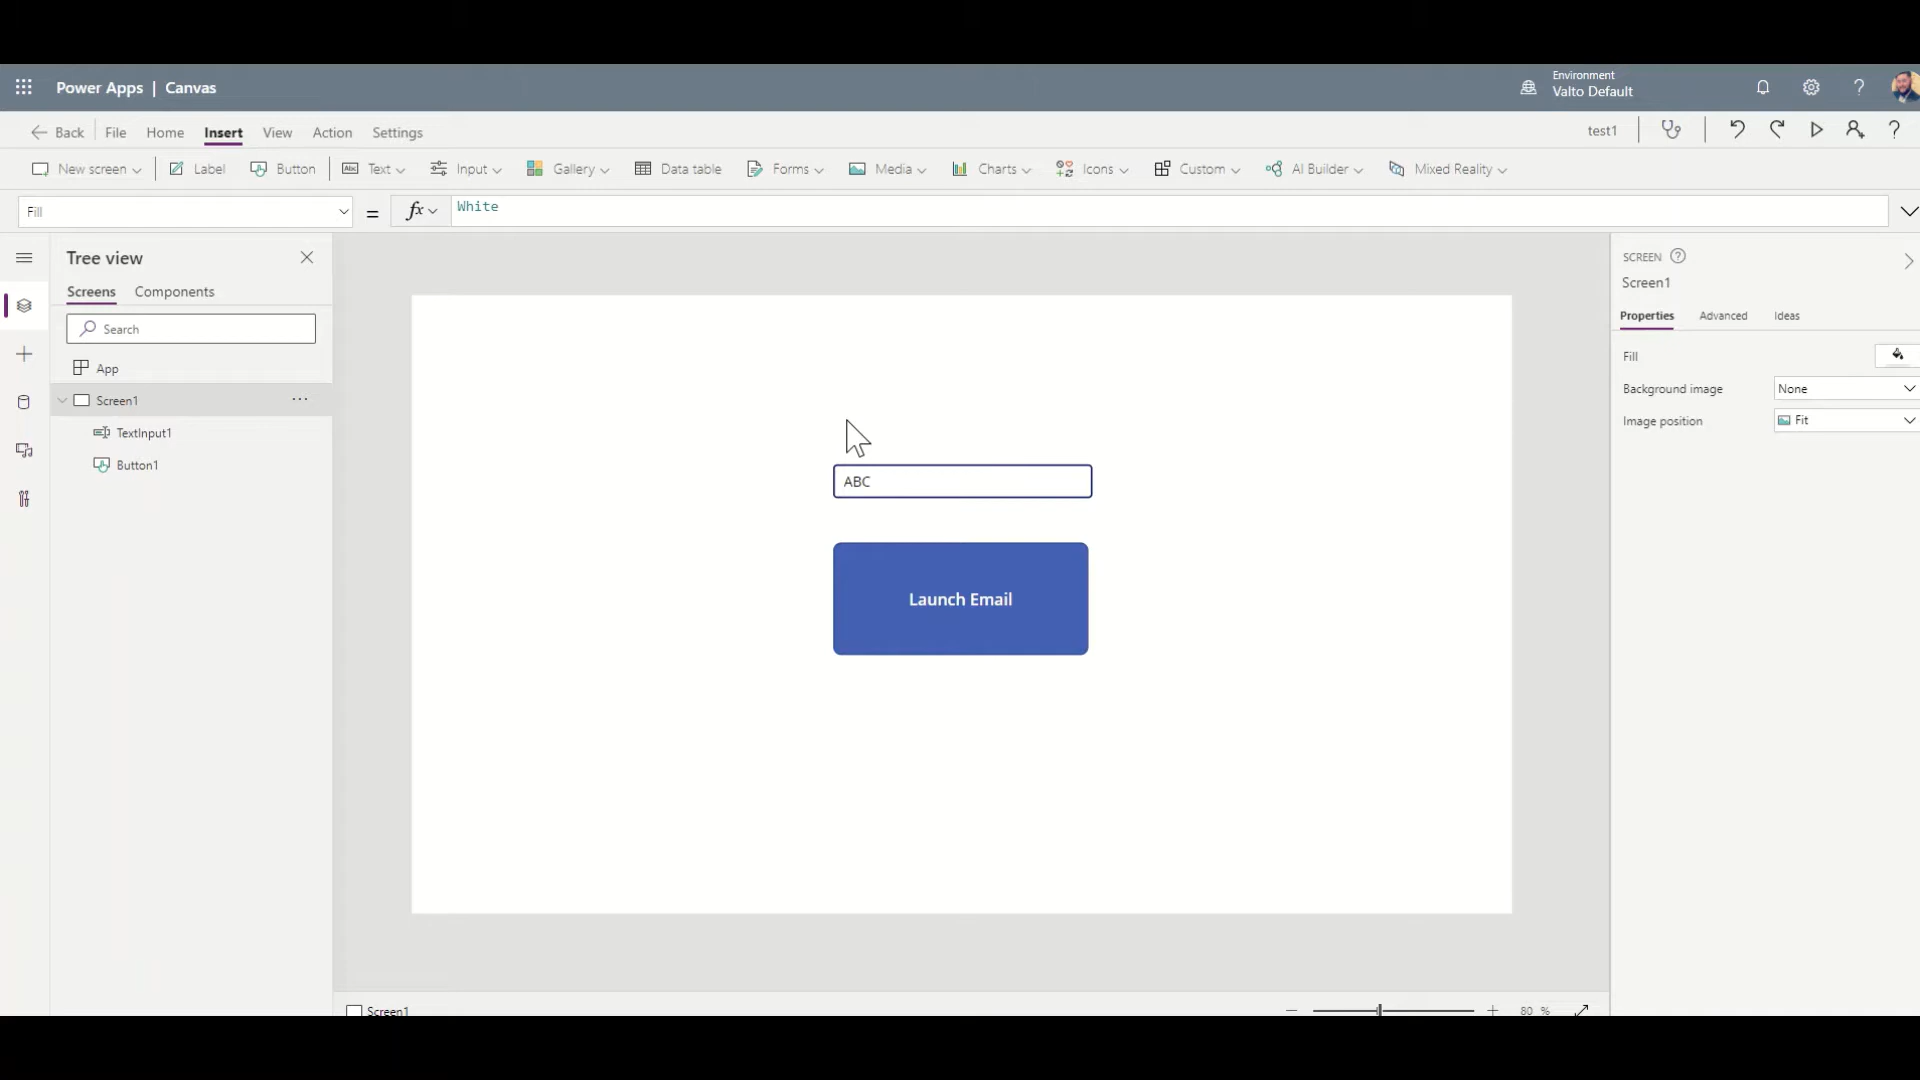 Power Apps | Canvas
Environment
Valto Default
?
Back File Home Insert View Action Settings
test1
?
New screen Label Button Text Input Gallery Data table Forms Media Charts Icons Custom AI Builder Mixed Reality
Fill = fx White
Tree view
Screens Components
Search
App
Screen1
TextInput1
Button1
ABC
Launch Email
SCREEN ?
Screen1
Properties Advanced Ideas
Fill
Background image None
Image position Fit
Screen1
80 %